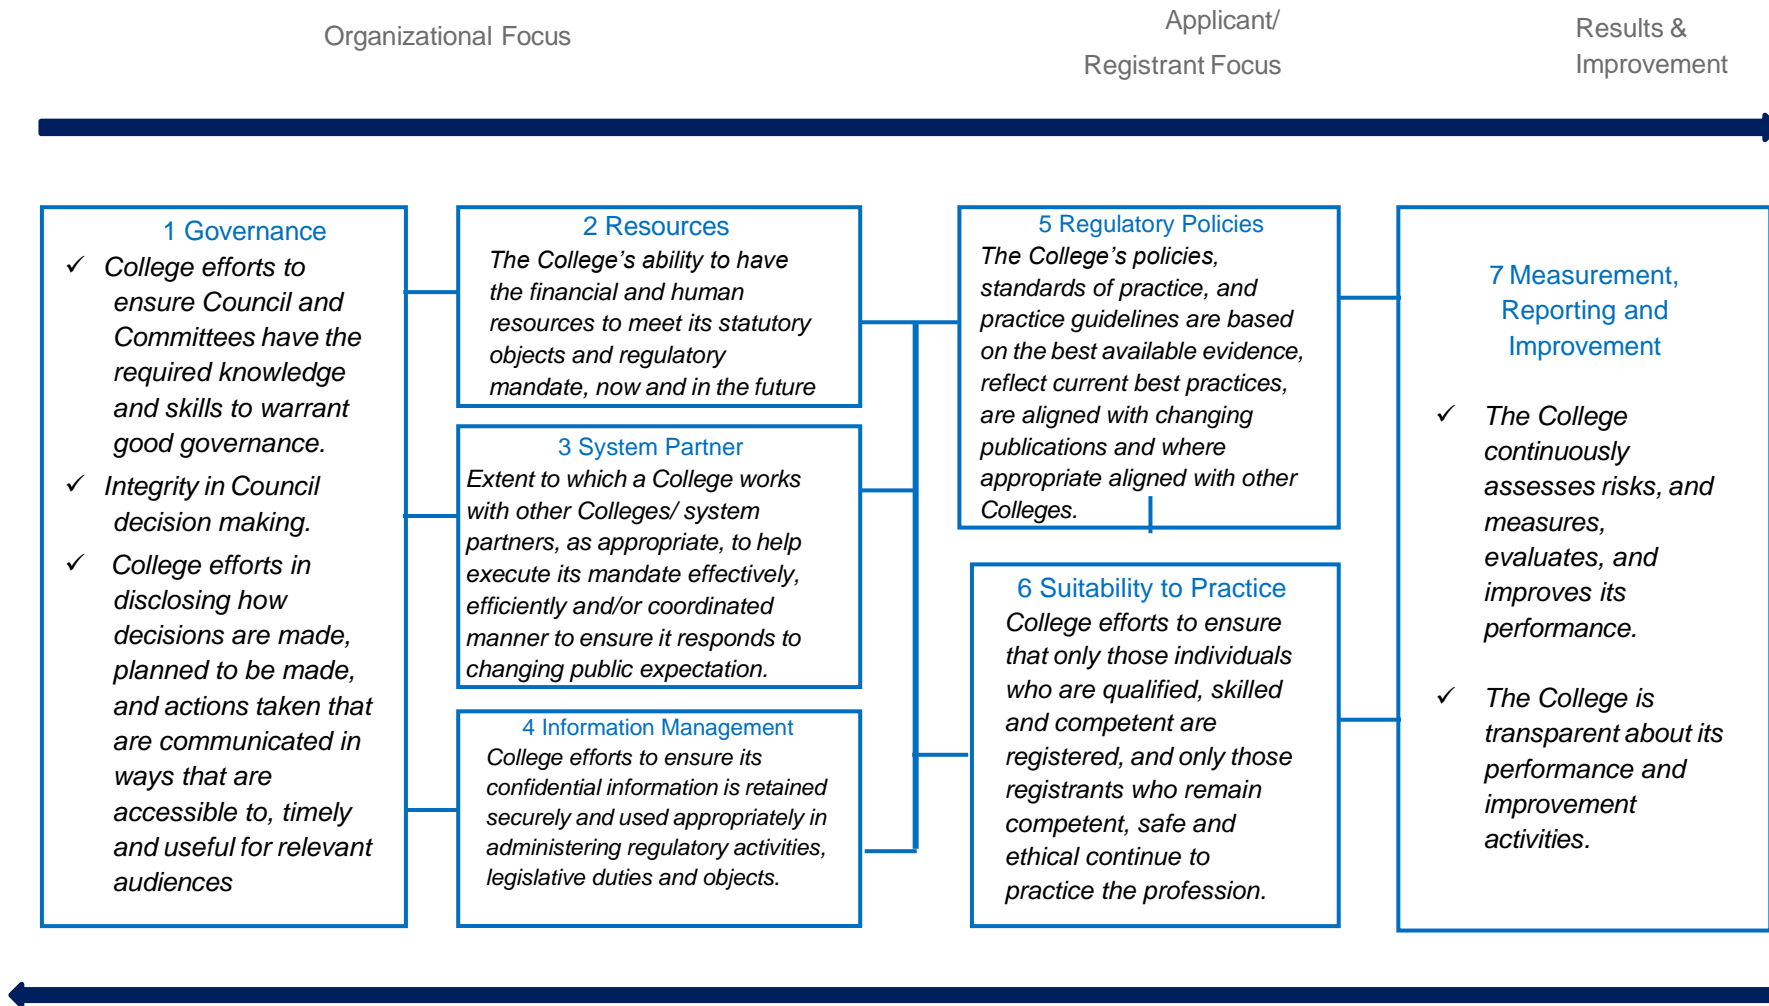 Organizational Focus
Applicant/
Registrant Focus
Results &
Improvement
1 Governance
✓ College efforts to
ensure Council and
Committees have the
required knowledge
and skills to warrant
good governance.
✓ Integrity in Council
decision making.
✓ College efforts in
disclosing how
decisions are made,
planned to be made,
and actions taken that
are communicated in
ways that are
accessible to, timely
and useful for relevant
audiences
2 Resources
The College’s ability to have
the financial and human
resources to meet its statutory
objects and regulatory
mandate, now and in the future
3 System Partner
Extent to which a College works
with other Colleges/ system
partners, as appropriate, to help
execute its mandate effectively,
efficiently and/or coordinated
manner to ensure it responds to
changing public expectation.
4 Information Management
College efforts to ensure its
confidential information is retained
securely and used appropriately in
administering regulatory activities,
legislative duties and objects.
5 Regulatory Policies
The College’s policies,
standards of practice, and
practice guidelines are based
on the best available evidence,
reflect current best practices,
are aligned with changing
publications and where
appropriate aligned with other
Colleges.
6 Suitability to Practice
College efforts to ensure
that only those individuals
who are qualified, skilled
and competent are
registered, and only those
registrants who remain
competent, safe and
ethical continue to
practice the profession.
7 Measurement,
Reporting and
Improvement
✓ The College
continuously
assesses risks, and
measures,
evaluates, and
improves its
performance.
✓ The College is
transparent about its
performance and
improvement
activities.